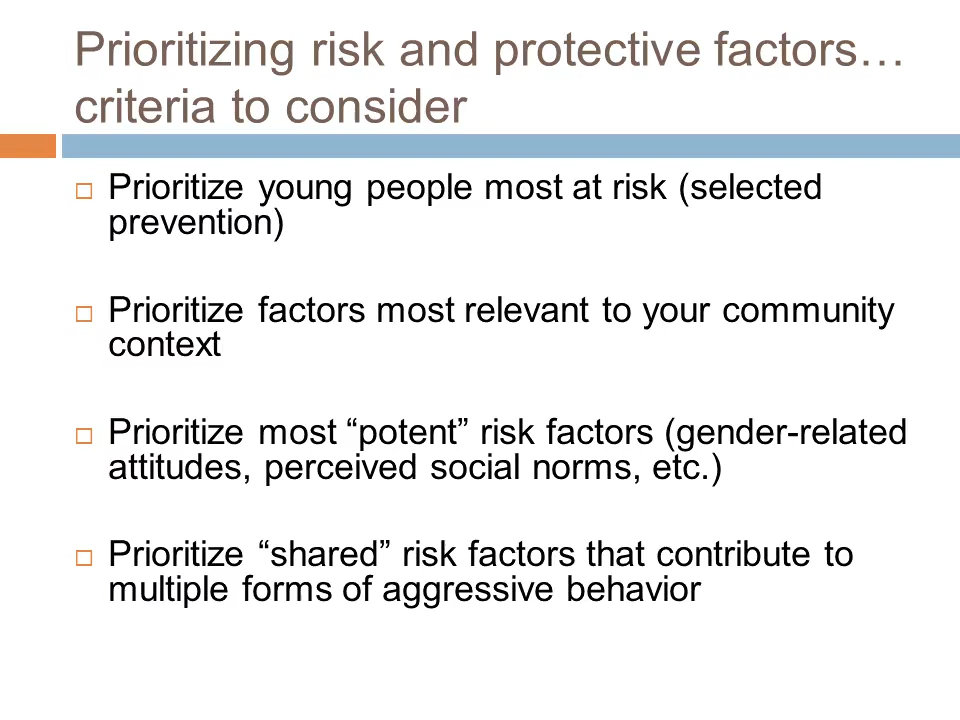 Prioritizing risk and protective factors…
criteria to consider
Prioritize young people most at risk (selected
prevention)
Prioritize factors most relevant to your community
context
Prioritize most “potent” risk factors (gender-related
attitudes, perceived social norms, etc.)
Prioritize “shared” risk factors that contribute to
multiple forms of aggressive behavior